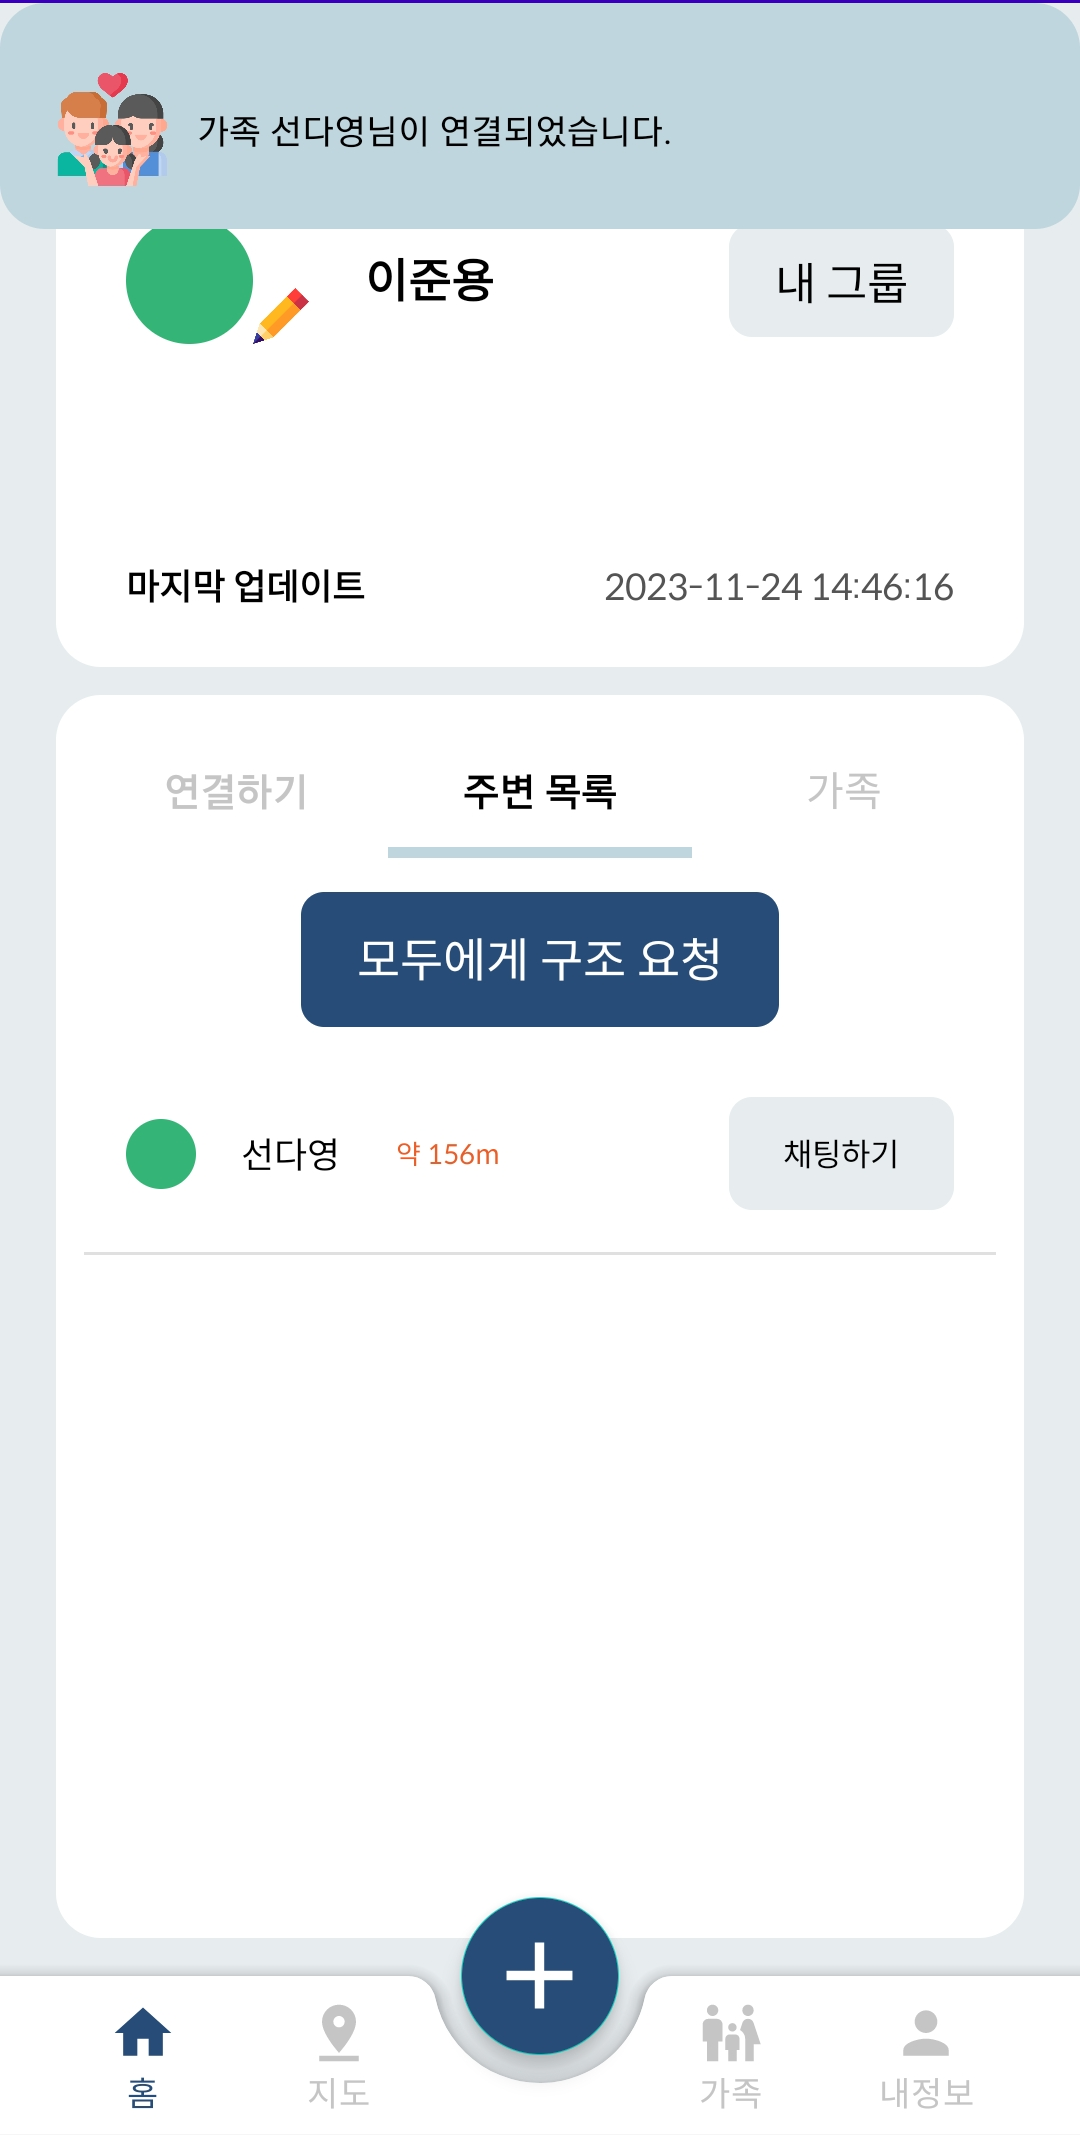 가족 선다영님이 연결되었습니다.
이준용
내 그룹
마지막 업데이트
2023-11-24 14:46:16
연결하기
주변 목록
가족
모두에게 구조 요청
선다영
약 156m
채팅하기
홈
지도
가족
내정보